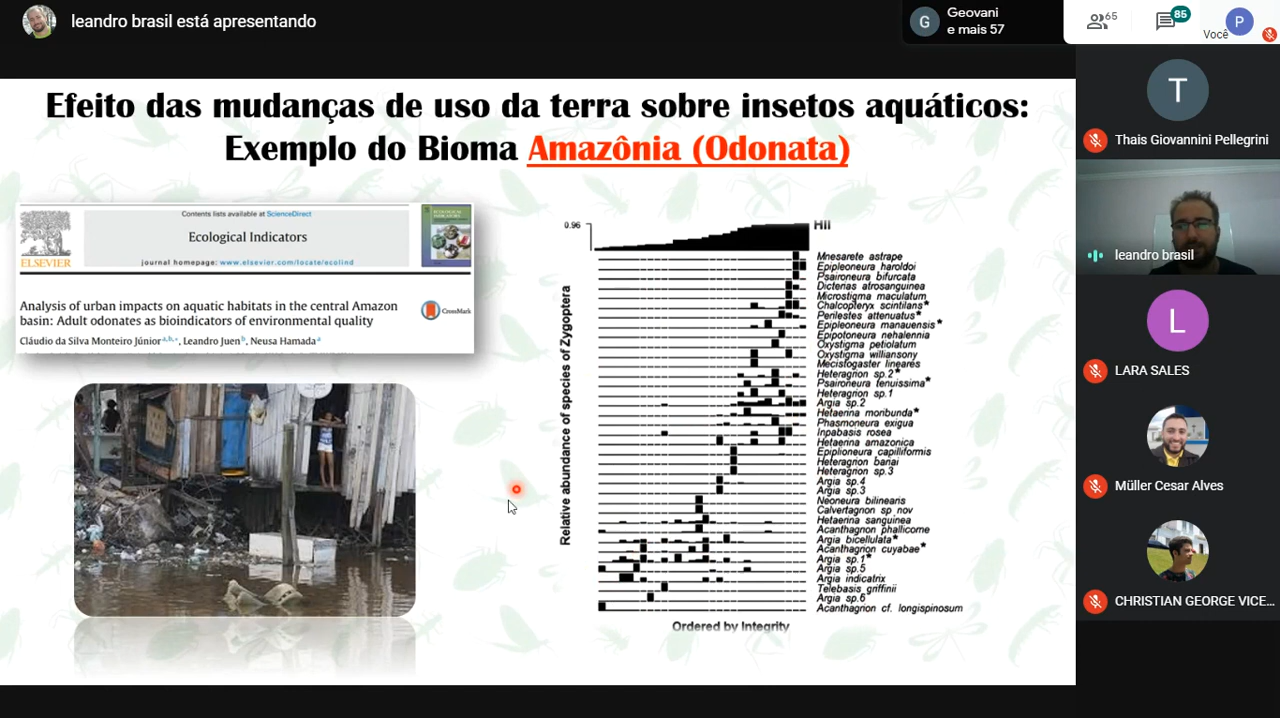 leandro brasil está apresentando
Geovani
e mais 57
65
85
G
P
Você
Efeito das mudanças de uso da terra sobre insetos aquáticos:
Exemplo do Bioma Amazônia (Odonata)
Contents lists available at ScienceDirect
Ecological Indicators
journal homepage: www.elsevier.com/locate/ecolind
ELSEVIER
Analysis of urban impacts on aquatic habitats in the central Amazon
basin: Adult odonates as bioindicators of environmental quality
CrossMark
Cláudio da Silva Monteiro Júnior a,b,*, Leandro Juen b, Neusa Hamada a
0.96
HII
Relative abundance of species of Zygoptera
Mnesarete astrape
Epipleoneura haroldoi
Psaironeura bifurcata
Dicterias atrosanguinea
Microstigma maculatum
Chalcopteryx scintillans*
Perilestes attenuatus*
Epipleoneura manauensis*
Epipotoneura nehalennia
Oxystigma petiolatum
Oxystigma williansony
Mecistogaster linearis
Heteragrion sp.2*
Psaironeura tenuissima*
Heteragrion sp.1
Argia sp.2
Hetaerina moribunda*
Phasmoneura exigua
Inpabasis rosea
Hetaerina amazonica
Epiplioneura capilliformis
Heteragrion bariai
Heteragrion sp.3
Argia sp.4
Argia sp.3
Neoneura bilinearis
Calvertagrion sp nov
Hetaerina sanguinea
Acanthagrion phallicorne
Argia bicellulata*
Acanthagrion cuyabae*
Argia sp.1*
Argia sp.5
Argia indicatrix
Telebasis griffinii
Argia sp.6
Acanthagrion cf. longispinosum
Ordered by Integrity
T
Thais Giovannini Pellegrini
leandro brasil
L
LARA SALES
Müller Cesar Alves
CHRISTIAN GEORGE VICE...